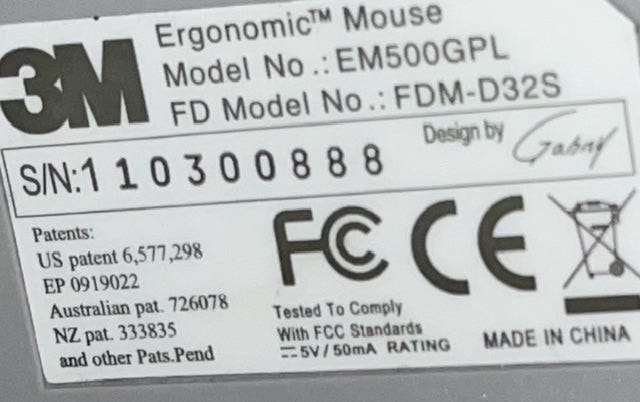 3M
Ergonomic™ Mouse
Model No.: EM500GPL
FD Model No.: FDM-D32S
S/N:110300888
Design by
Patents:
US patent 6,577,298
EP 0919022
Australian pat. 726078
NZ pat. 333835
and other Pats.Pend
FC CE
Tested To Comply
With FCC Standards
5V/50mA RATING
MADE IN CHINA